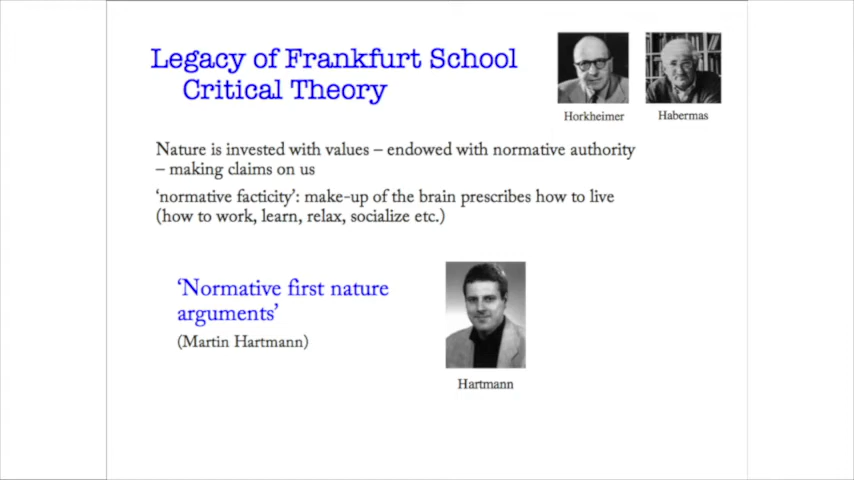 Legacy of Frankfurt School
Critical Theory
Horkheimer
Habermas
Nature is invested with values – endowed with normative authority
– making claims on us
‘normative facticity’: make-up of the brain prescribes how to live
(how to work, learn, relax, socialize etc.)
‘Normative first nature
arguments’
(Martin Hartmann)
Hartmann